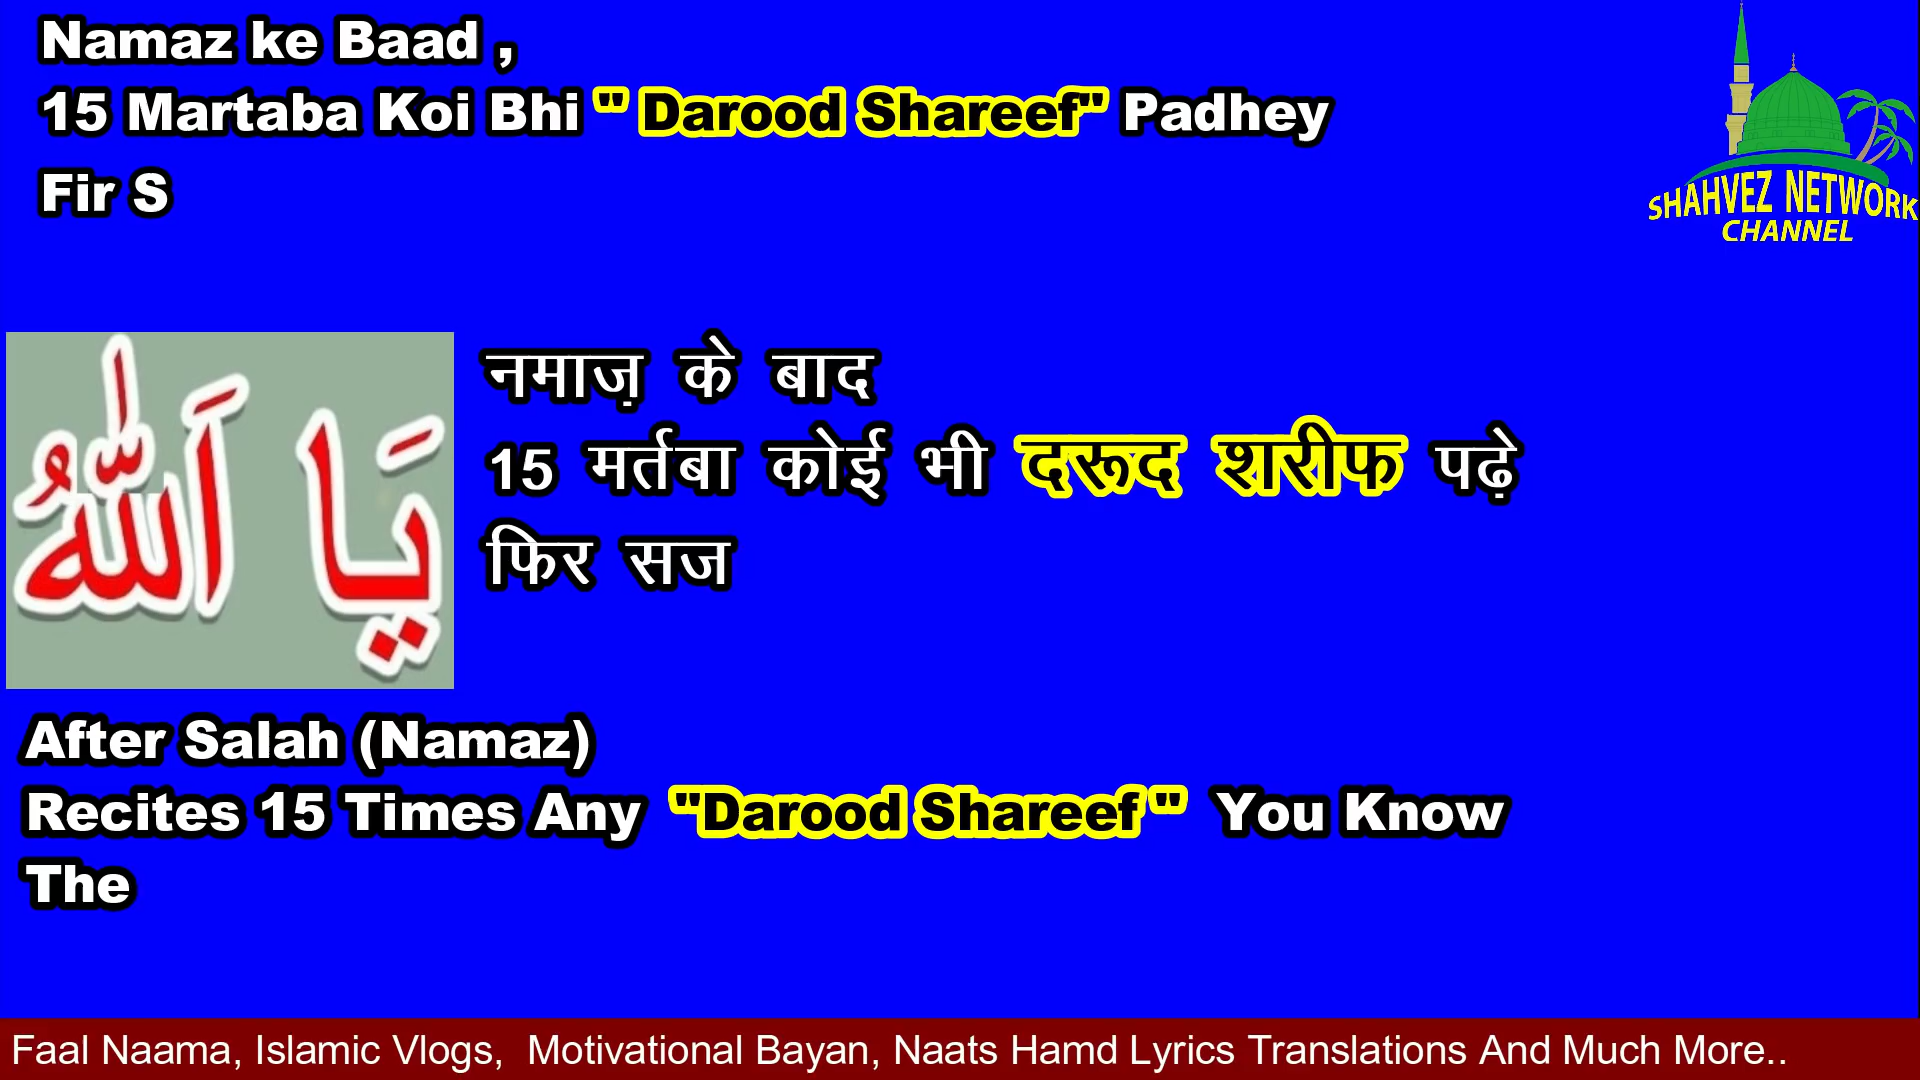 Namaz ke Baad ,
15 Martaba Koi Bhi " Darood Shareef" Padhey
Fir S
SHAHVEZ NETWORK
CHANNEL
يَا اَللّٰهُ
नमाज़ के बाद
15 मर्तबा कोई भी दरूद शरीफ पढ़े
फिर सज
After Salah (Namaz)
Recites 15 Times Any "Darood Shareef " You Know
The
Faal Naama, Islamic Vlogs, Motivational Bayan, Naats Hamd Lyrics Translations And Much More..